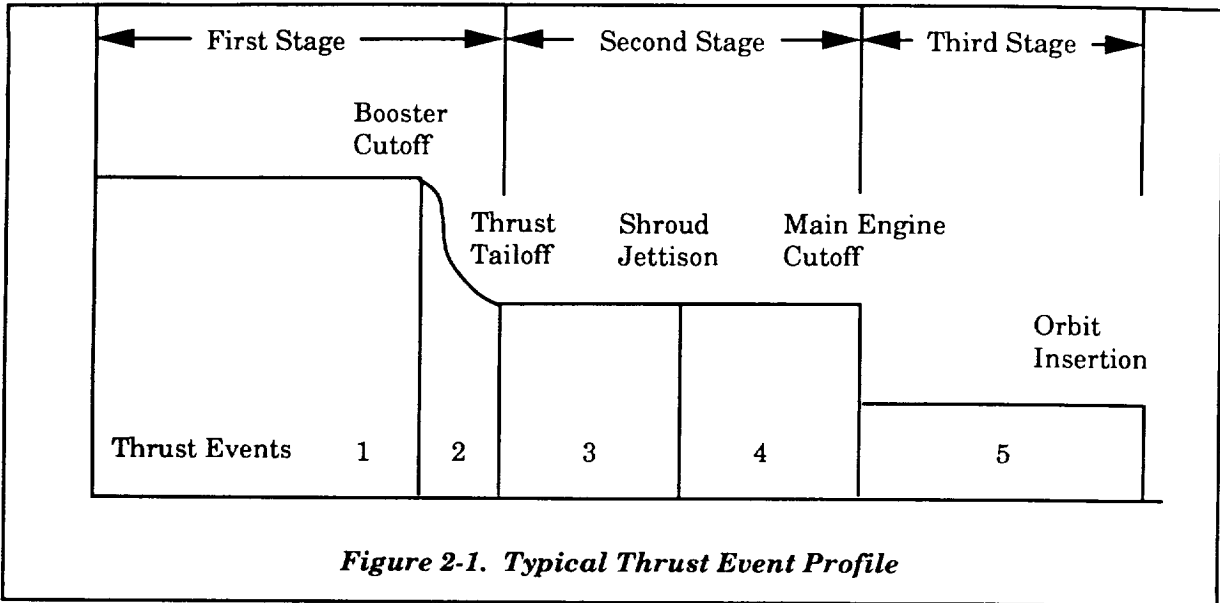 First Stage
Second Stage
Third Stage
Booster
Cutoff
Thrust
Tailoff
Shroud
Jettison
Main Engine
Cutoff
Orbit
Insertion
Thrust Events
1
2
3
4
5
Figure 2-1. Typical Thrust Event Profile